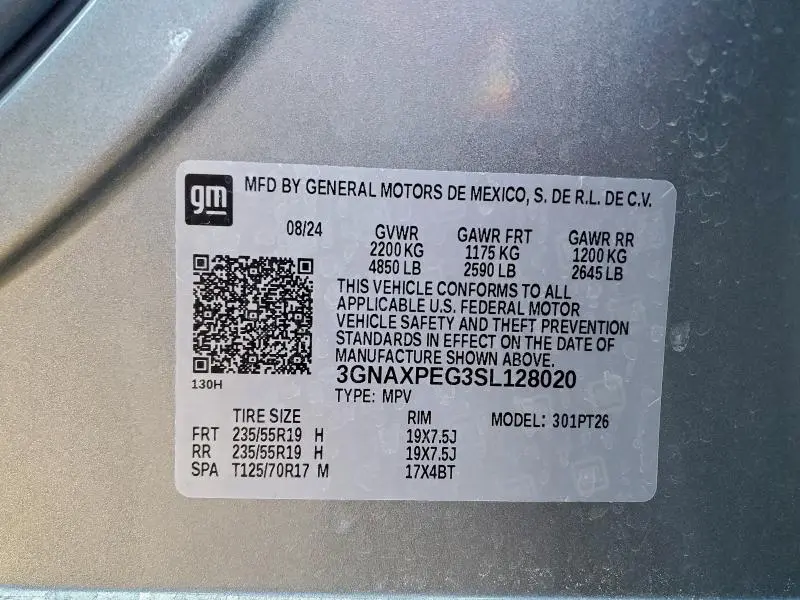 gm
MFD BY GENERAL MOTORS DE MEXICO, S. DE R.L. DE C.V.
08/24 GVWR GAWR FRT GAWR RR
2200 KG 1175 KG 1200 KG
4850 LB 2590 LB 2645 LB
THIS VEHICLE CONFORMS TO ALL
APPLICABLE U.S. FEDERAL MOTOR
VEHICLE SAFETY AND THEFT PREVENTION
STANDARDS IN EFFECT ON THE DATE OF
MANUFACTURE SHOWN ABOVE.
130H
3GNAXPEG3SL128020
TYPE: MPV
TIRE SIZE RIM MODEL: 301PT26
FRT 235/55R19 H 19X7.5J
RR 235/55R19 H 19X7.5J
SPA T125/70R17 M 17X4BT